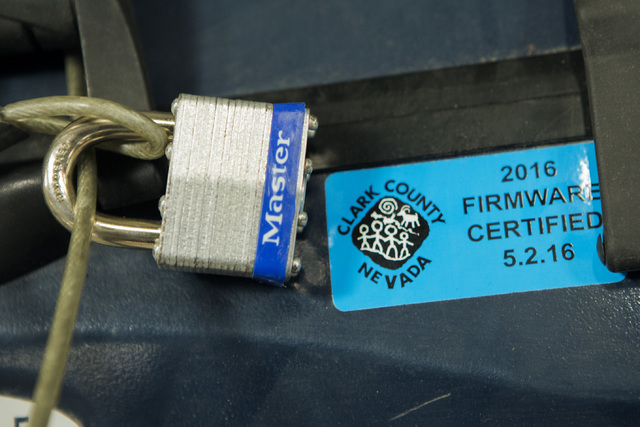 Master
CLARK COUNTY
NEVADA
2016
FIRMWARE
CERTIFIED
5.2.16